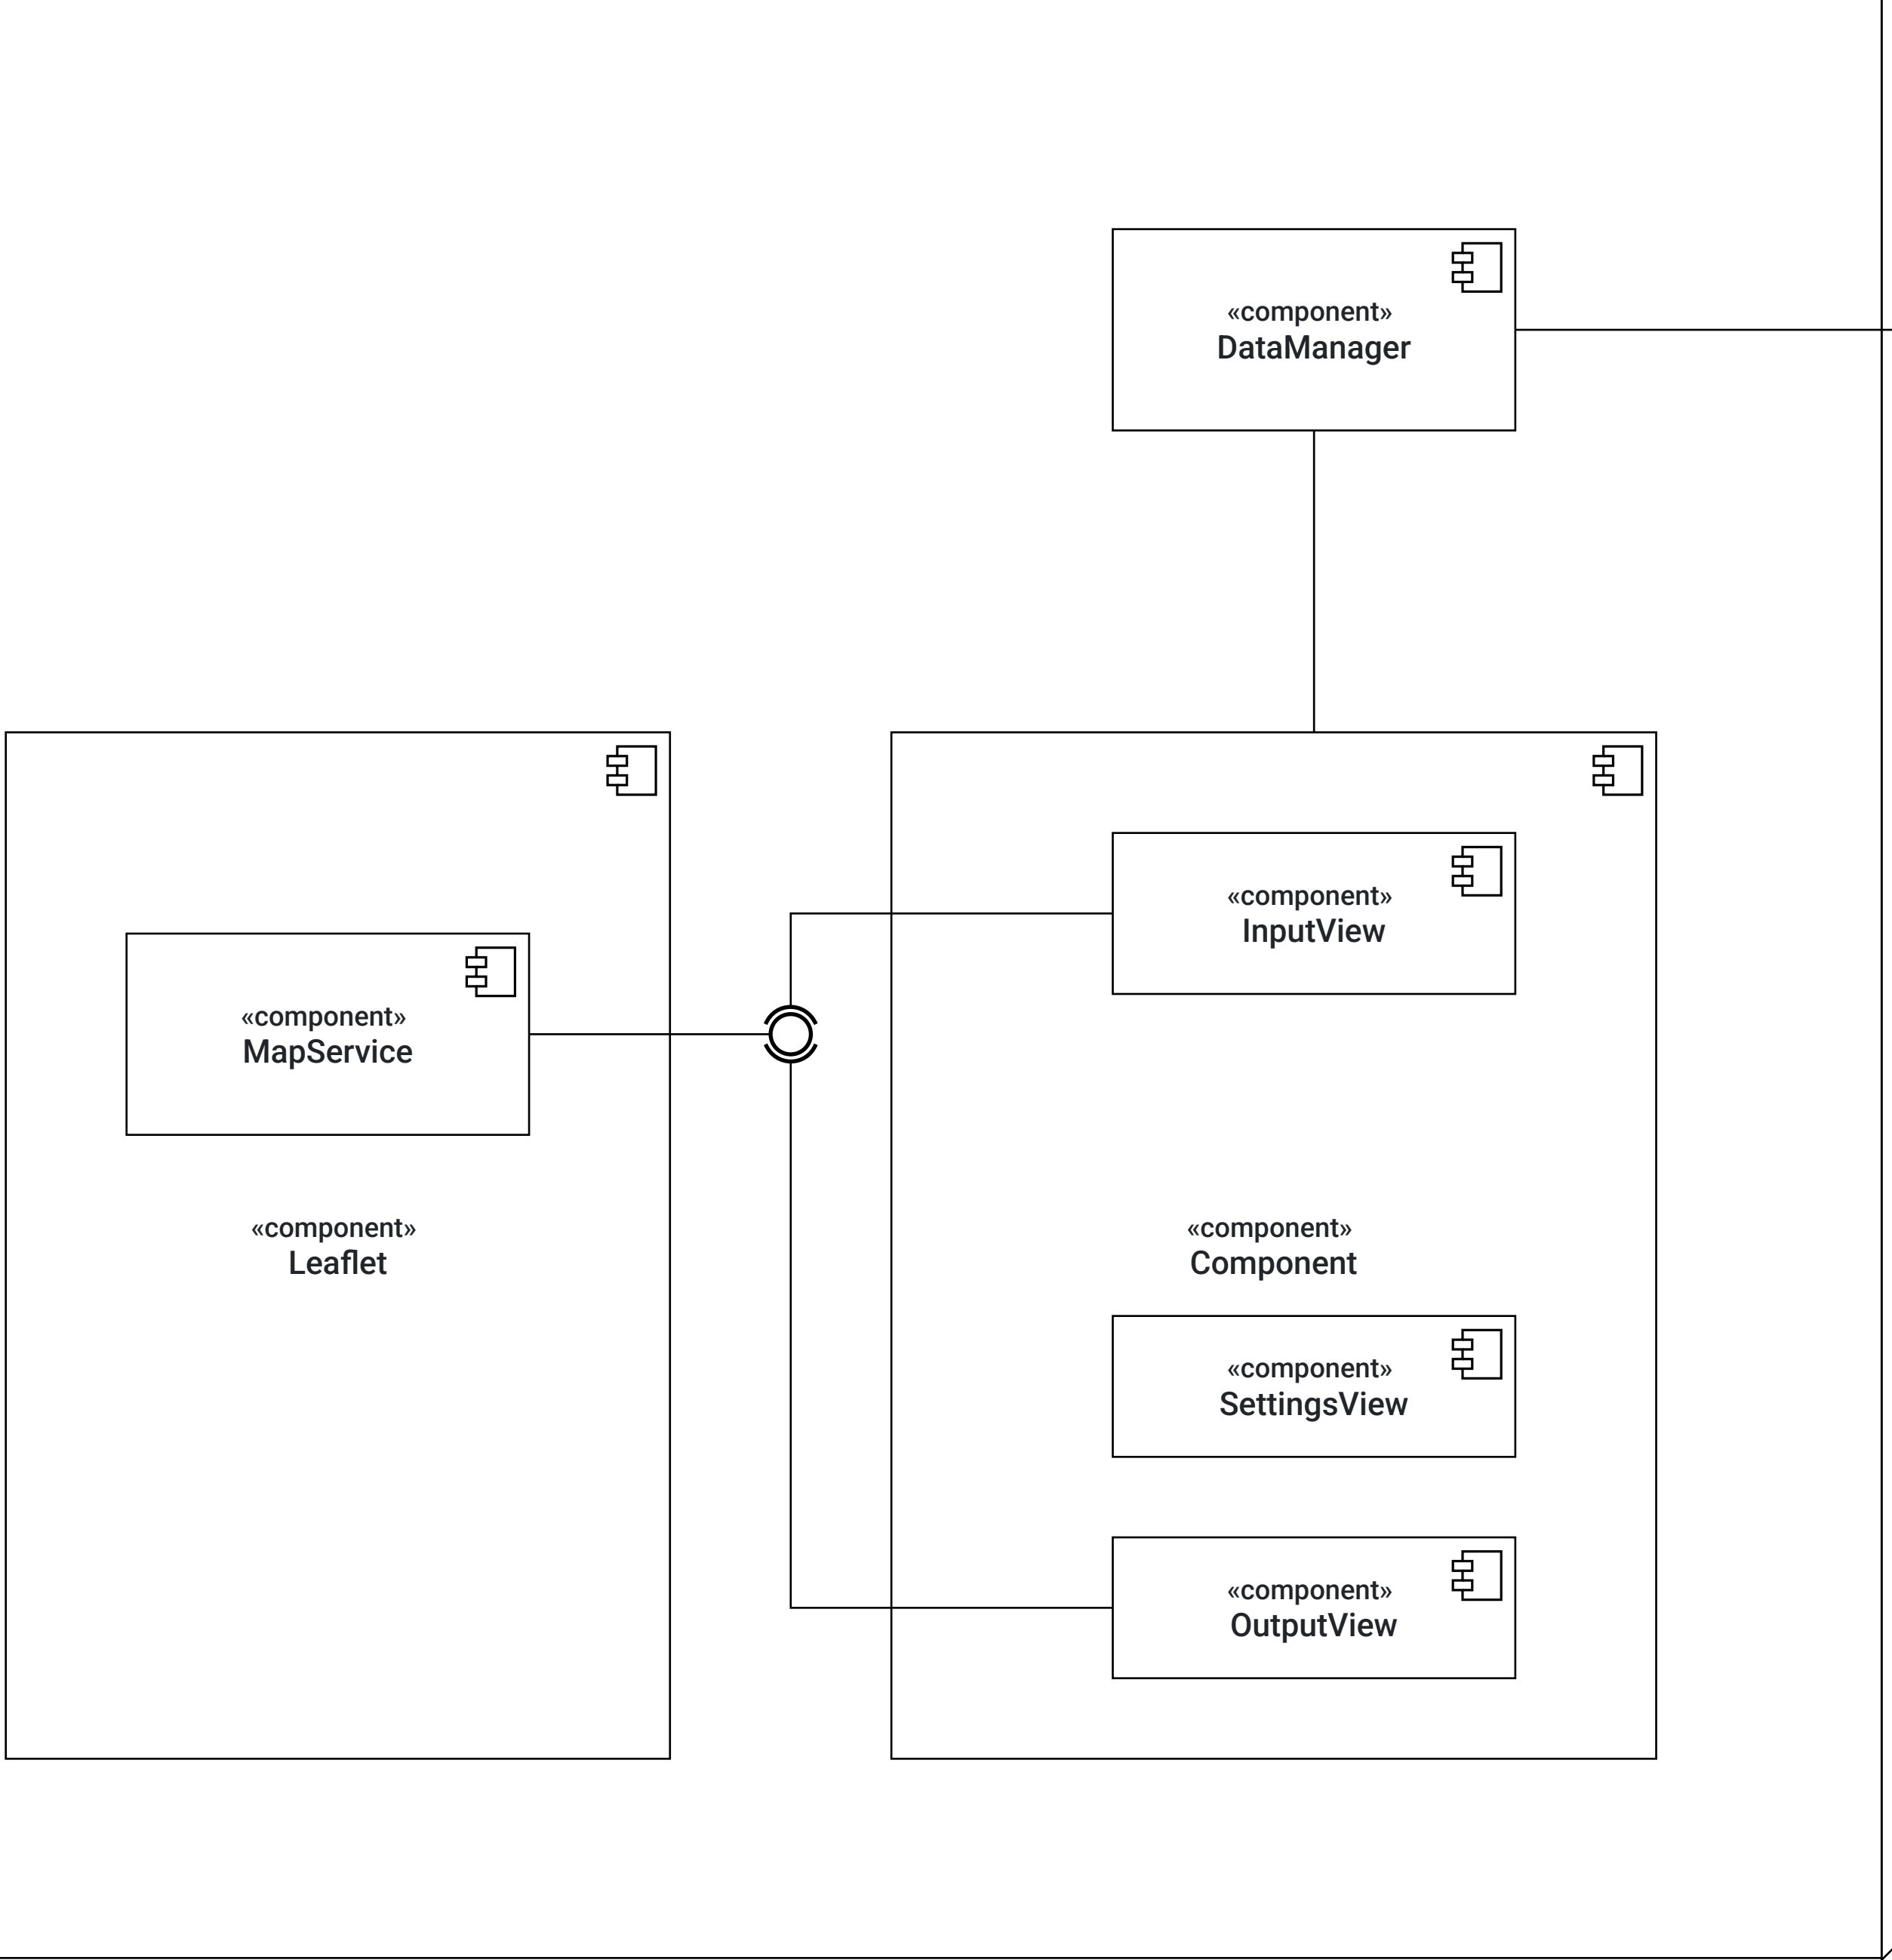 «component»
DataManager
«component»
InputView
«component»
MapService
«component»
Leaflet
«component»
Component
«component»
SettingsView
«component»
OutputView